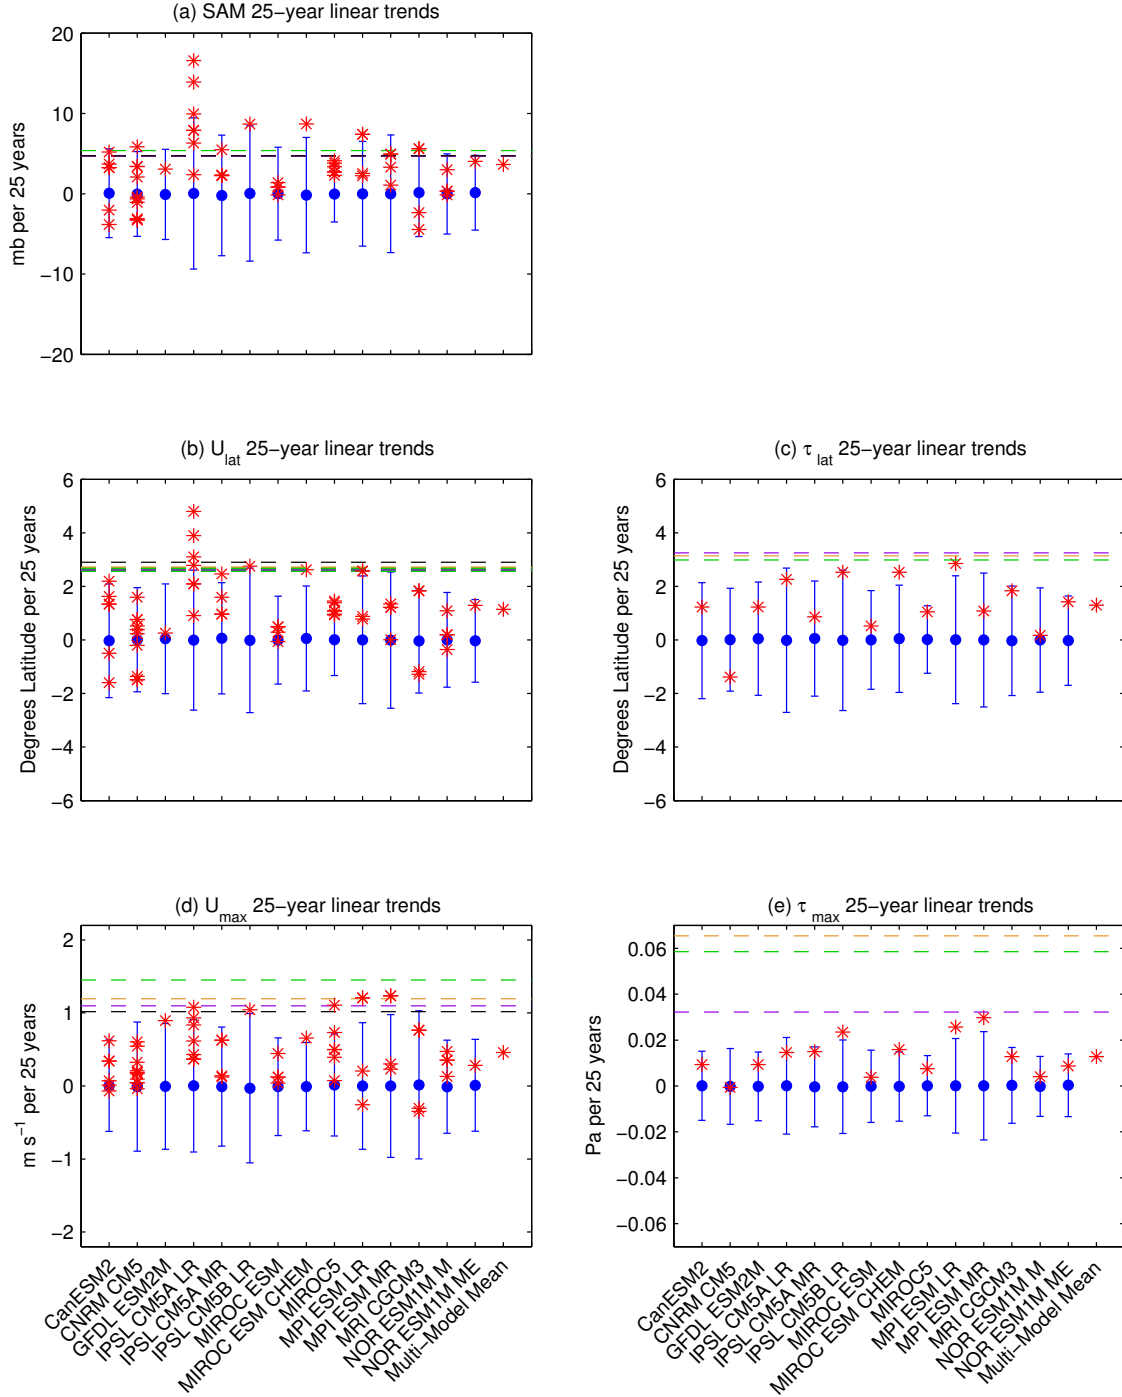 (a) SAM 25−year linear trends
20
10
0
−10
−20
mb per 25 years
(b) U_lat 25−year linear trends
6
4
2
0
−2
−4
−6
Degrees Latitude per 25 years
(c) τ_lat 25−year linear trends
6
4
2
0
−2
−4
−6
Degrees Latitude per 25 years
(d) U_max 25−year linear trends
2
1
0
−1
−2
m s⁻¹ per 25 years
CanESM2
CNRM CM5
GFDL ESM2M
IPSL CM5A LR
IPSL CM5A MR
IPSL CM5B LR
MIROC ESM
MIROC ESM CHEM
MIROC5
MPI ESM LR
MPI ESM MR
MRI CGCM3
NOR ESM1M M
NOR ESM1M ME
Multi−Model Mean
(e) τ_max 25−year linear trends
0.06
0.04
0.02
0
−0.02
−0.04
−0.06
Pa per 25 years
CanESM2
CNRM CM5
GFDL ESM2M
IPSL CM5A LR
IPSL CM5A MR
IPSL CM5B LR
MIROC ESM
MIROC ESM CHEM
MIROC5
MPI ESM LR
MPI ESM MR
MRI CGCM3
NOR ESM1M M
NOR ESM1M ME
Multi−Model Mean